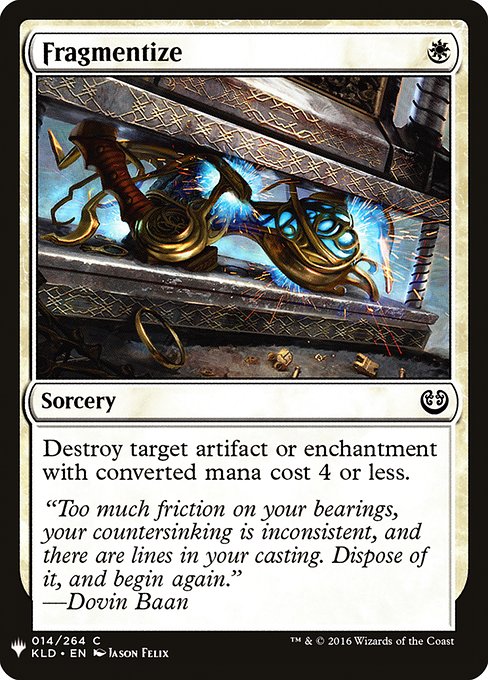 Fragmentize
Sorcery
Destroy target artifact or enchantment
with converted mana cost 4 or less.
“Too much friction on your bearings,
your countersinking is inconsistent, and
there are lines in your casting. Dispose of
it, and begin again.”
—Dovin Baan
014/264 C
KLD • EN Jason Felix
™ & © 2016 Wizards of the Coast